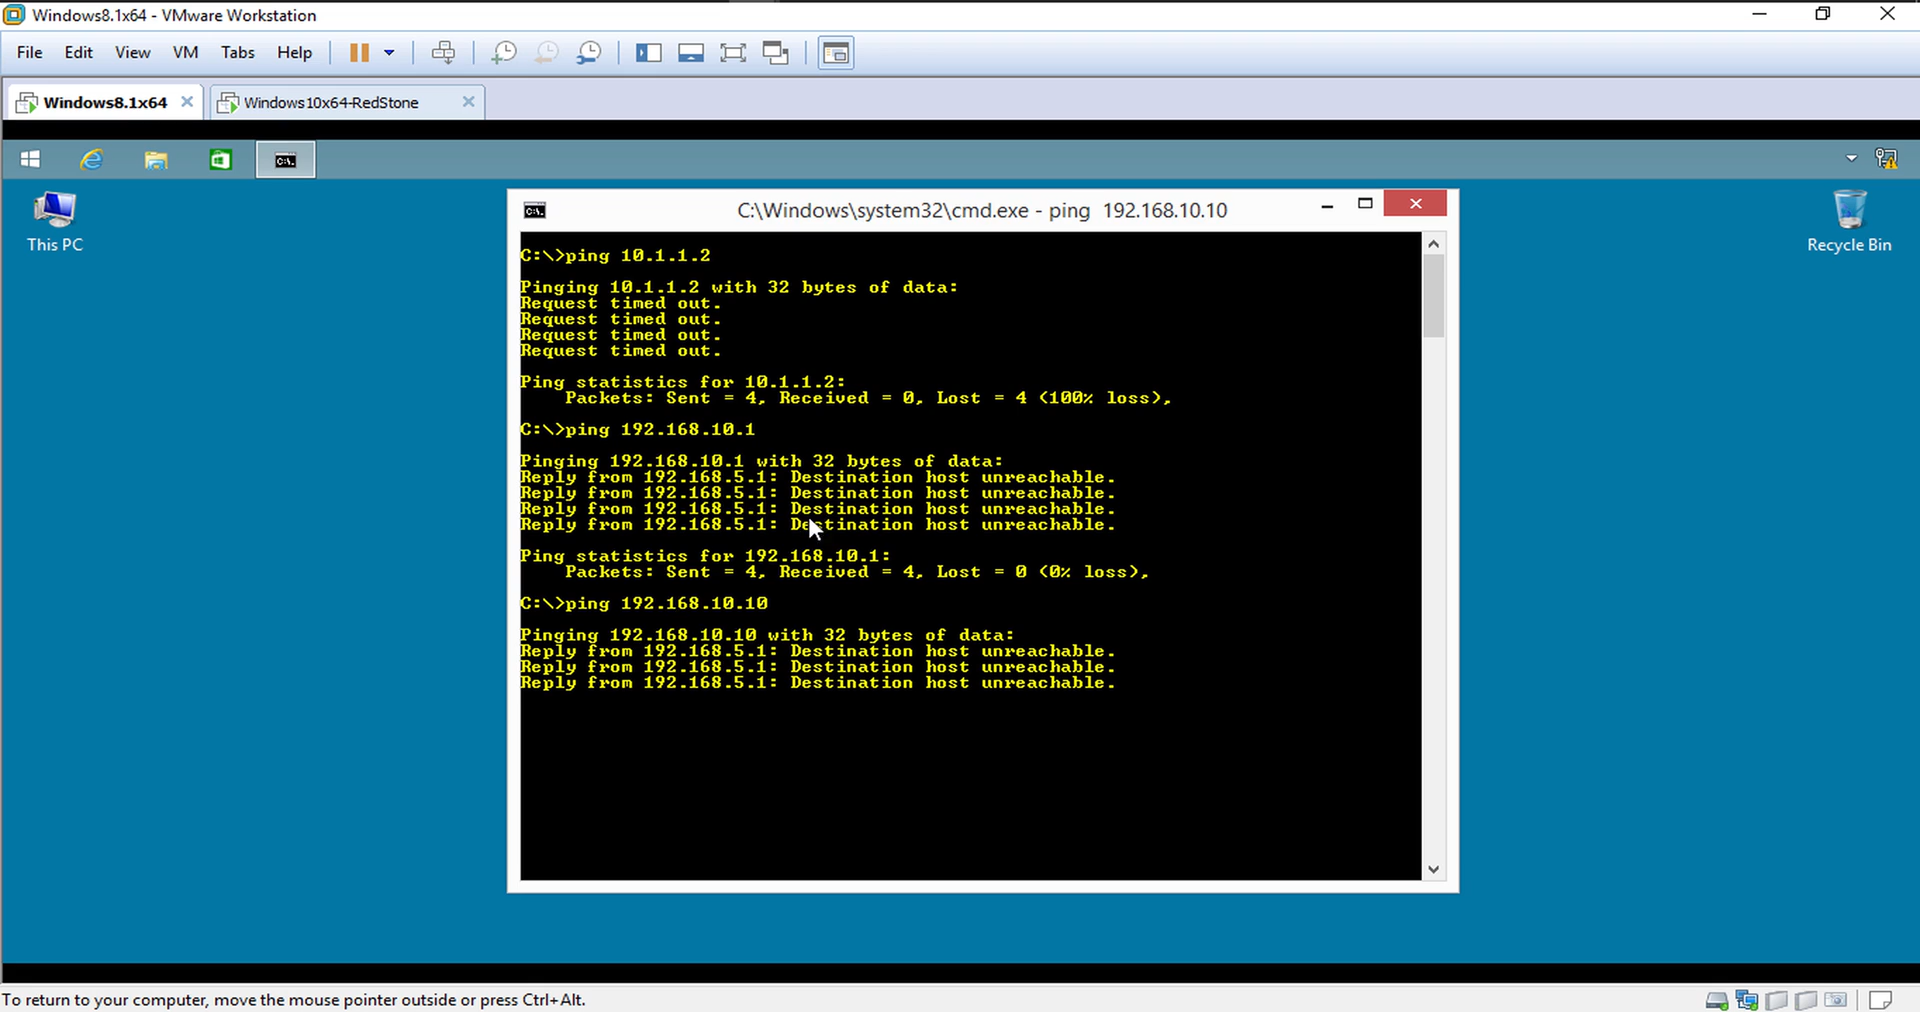 Windows8.1x64 - VMware Workstation
File Edit View VM Tabs Help
Windows8.1x64 Windows10x64-RedStone
This PC
Recycle Bin
C:\Windows\system32\cmd.exe - ping  192.168.10.10
C:\>ping 10.1.1.2
Pinging 10.1.1.2 with 32 bytes of data:
Request timed out.
Request timed out.
Request timed out.
Request timed out.
Ping statistics for 10.1.1.2:
    Packets: Sent = 4, Received = 0, Lost = 4 (100% loss),
C:\>ping 192.168.10.1
Pinging 192.168.10.1 with 32 bytes of data:
Reply from 192.168.5.1: Destination host unreachable.
Reply from 192.168.5.1: Destination host unreachable.
Reply from 192.168.5.1: Destination host unreachable.
Reply from 192.168.5.1: Destination host unreachable.
Ping statistics for 192.168.10.1:
    Packets: Sent = 4, Received = 4, Lost = 0 (0% loss),
C:\>ping 192.168.10.10
Pinging 192.168.10.10 with 32 bytes of data:
Reply from 192.168.5.1: Destination host unreachable.
Reply from 192.168.5.1: Destination host unreachable.
Reply from 192.168.5.1: Destination host unreachable.
To return to your computer, move the mouse pointer outside or press Ctrl+Alt.